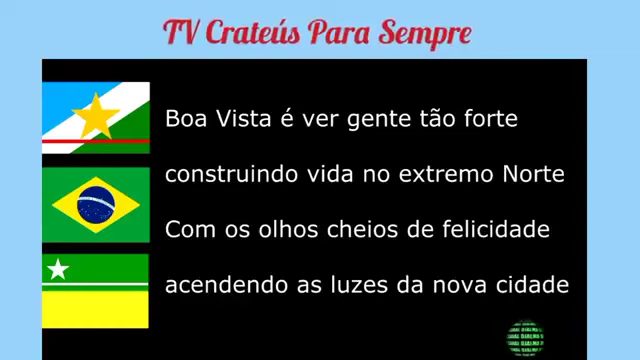 TV Crateús Para Sempre
Boa Vista é ver gente tão forte
construindo vida no extremo Norte
Com os olhos cheios de felicidade
acendendo as luzes da nova cidade